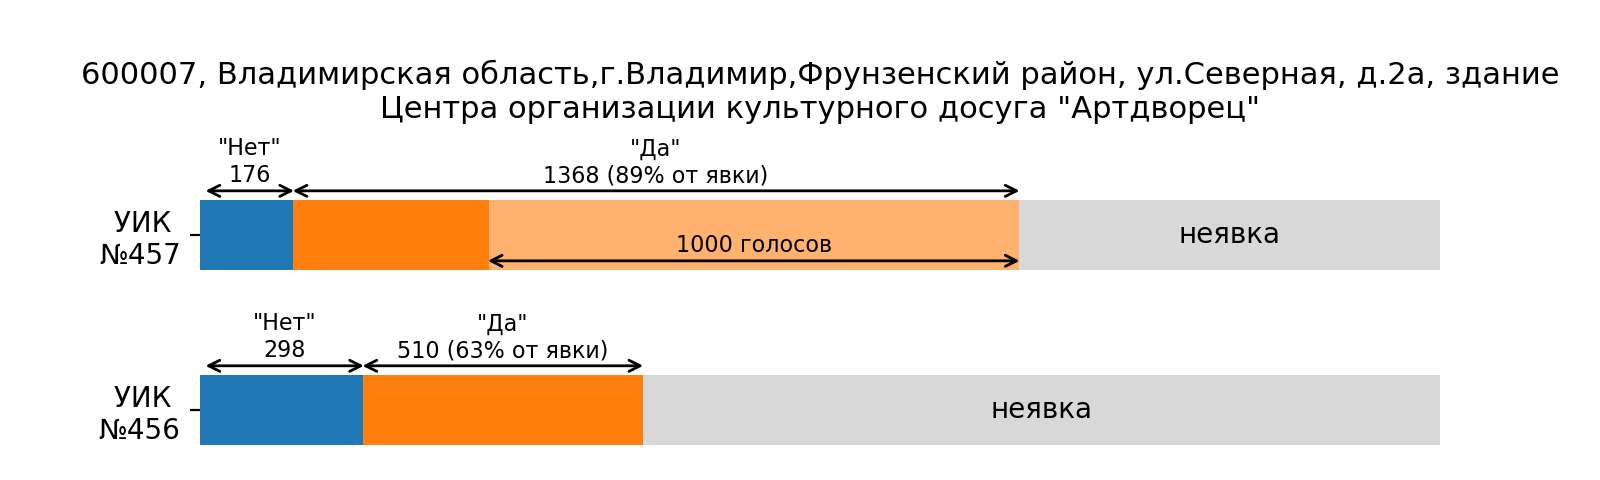 600007, Владимирская область,г.Владимир,Фрунзенский район, ул.Северная, д.2а, здание
Центра организации культурного досуга "Артдворец"
"Нет"
176
"Да"
1368 (89% от явки)
УИК
№457
1000 голосов
неявка
"Нет"
298
"Да"
510 (63% от явки)
УИК
№456
неявка